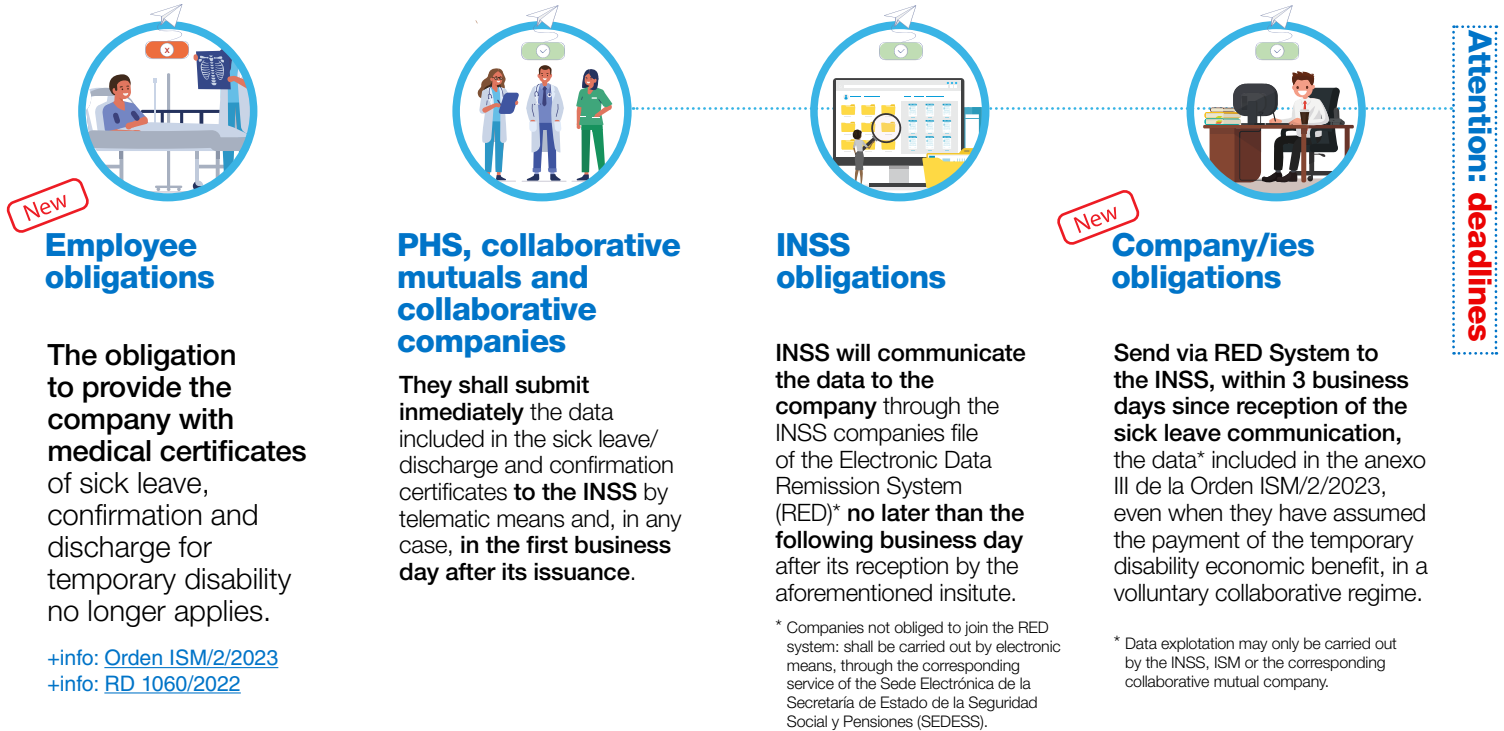 New
Employee
obligations
The obligation
to provide the
company with
medical certificates
of sick leave,
confirmation and
discharge for
temporary disability
no longer applies.
+info: Orden ISM/2/2023
+info: RD 1060/2022
PHS, collaborative
mutuals and
collaborative
companies
They shall submit
inmediately the data
included in the sick leave/
discharge and confirmation
certificates to the INSS by
telematic means and, in any
case, in the first business
day after its issuance.
INSS
obligations
INSS will communicate
the data to the
company through the
INSS companies file
of the Electronic Data
Remission System
(RED)* no later than the
following business day
after its reception by the
aforementioned insitute.
* Companies not obliged to join the RED
system: shall be carried out by electronic
means, through the corresponding
service of the Sede Electrónica de la
Secretaría de Estado de la Seguridad
Social y Pensiones (SEDESS).
New
Company/ies
obligations
Send via RED System to
the INSS, within 3 business
days since reception of the
sick leave communication,
the data* included in the anexo
III de la Orden ISM/2/2023,
even when they have assumed
the payment of the temporary
disability economic benefit, in a
voluntary collaborative regime.
* Data explotation may only be carried out
by the INSS, ISM or the corresponding
collaborative mutual company.
Attention: deadlines